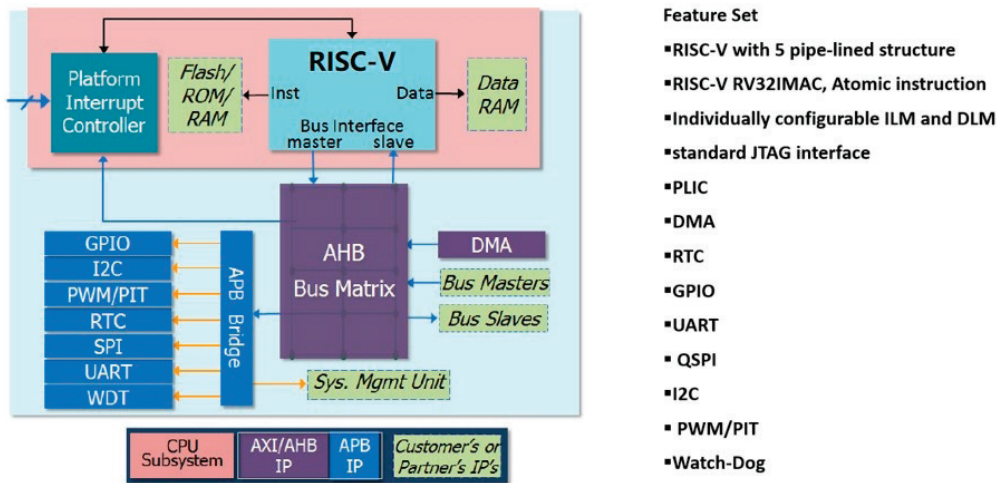 Platform
Interrupt
Controller
Flash/
ROM/
RAM
RISC-V
Inst
Data
Bus Interface
master
slave
Data
RAM
AHB
Bus Matrix
DMA
Bus Masters
Bus Slaves
GPIO
I2C
PWM/PIT
RTC
SPI
UART
WDT
APB
Bridge
Sys. Mgmt Unit
CPU
Subsystem
AXI/AHB
IP
APB
IP
Customer's or
Partner's IP's
Feature Set
▪RISC-V with 5 pipe-lined structure
▪RISC-V RV32IMAC, Atomic instruction
▪Individually configurable ILM and DLM
▪standard JTAG interface
▪PLIC
▪DMA
▪RTC
▪GPIO
▪UART
▪ QSPI
▪I2C
▪ PWM/PIT
▪Watch-Dog